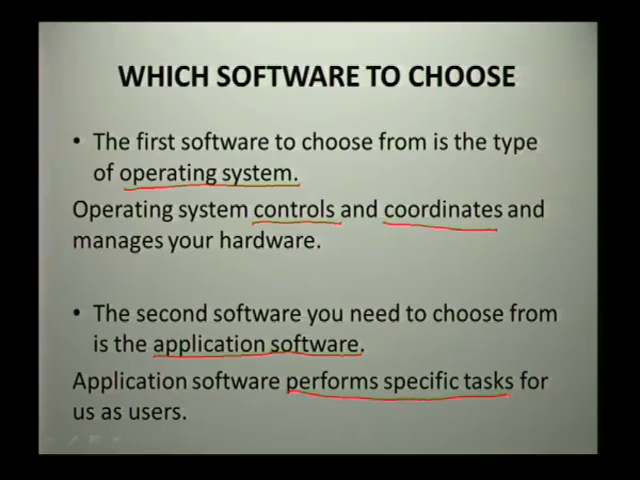 WHICH SOFTWARE TO CHOOSE
• The first software to choose from is the type
of operating system.
Operating system controls and coordinates and
manages your hardware.
• The second software you need to choose from
is the application software.
Application software performs specific tasks for
us as users.